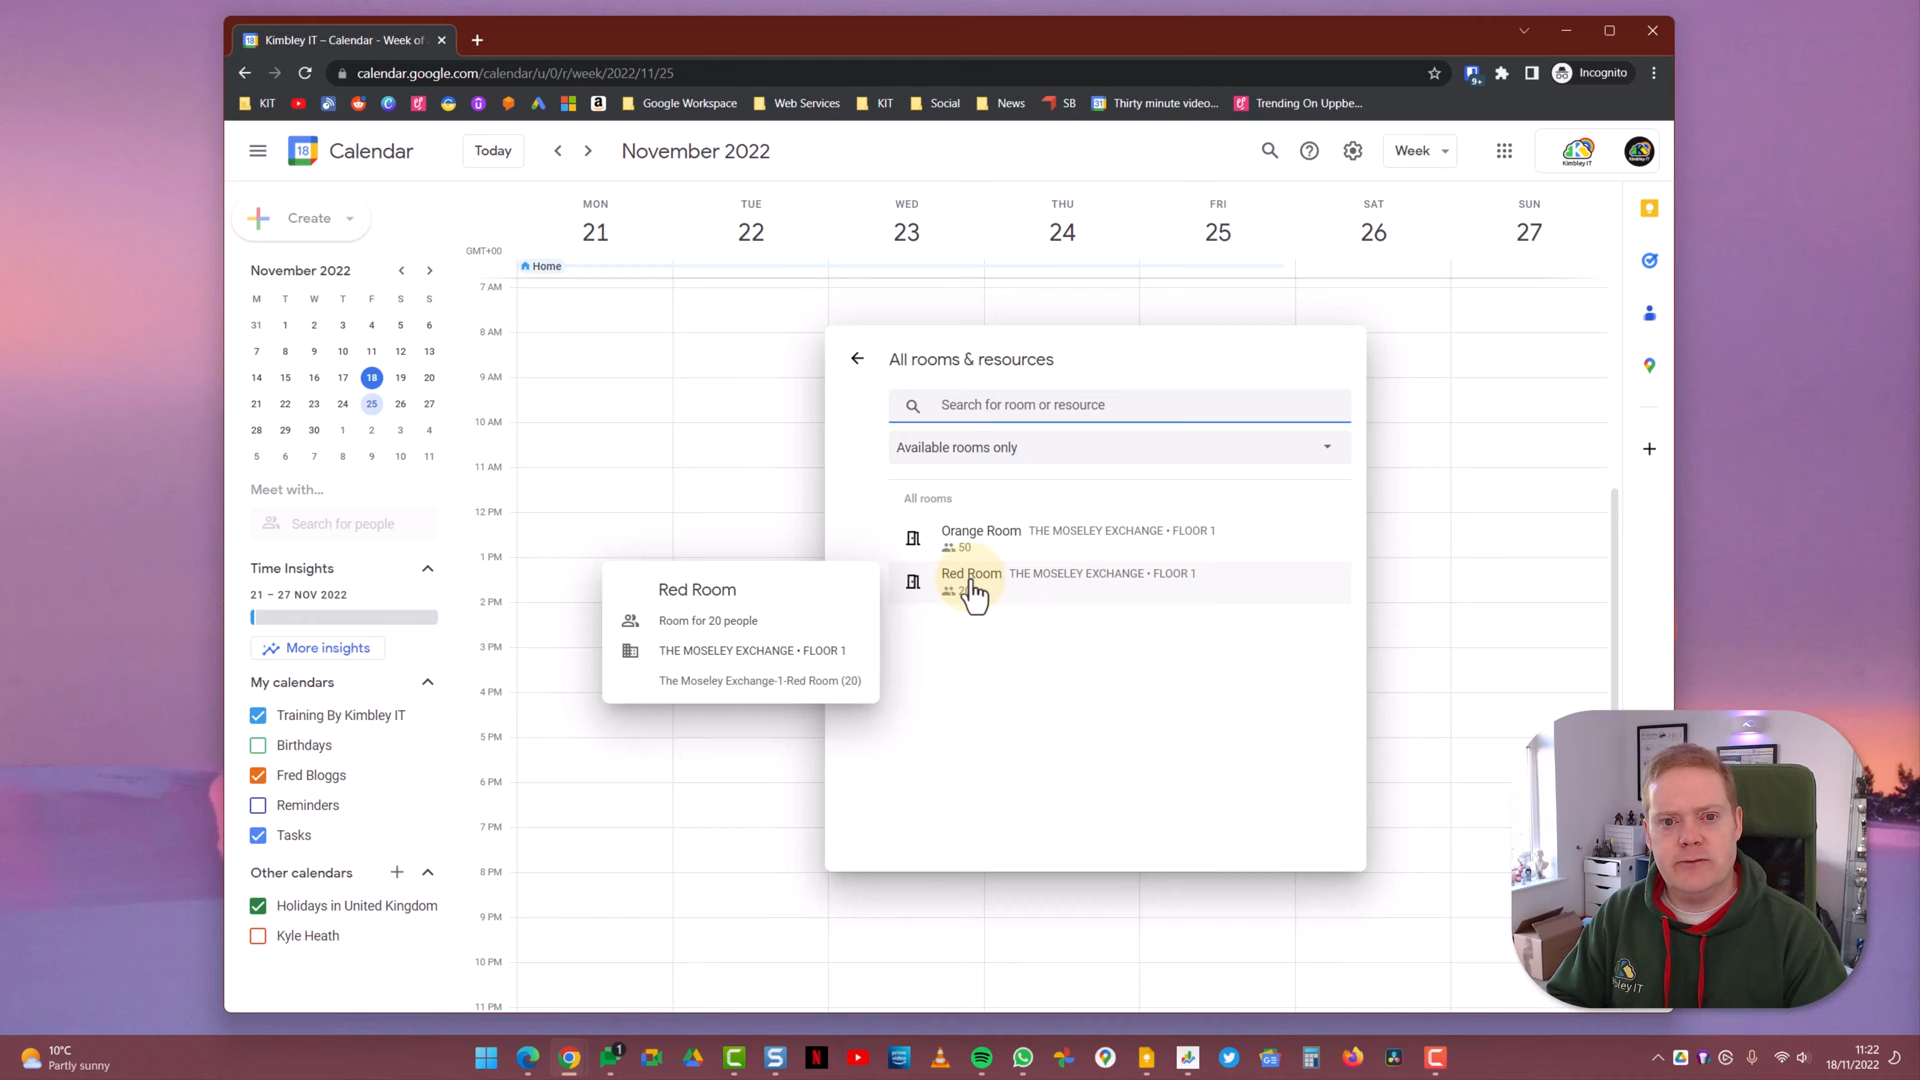 Kimbley IT – Calendar - Week of
calendar.google.com/calendar/u/0/r/week/2022/11/25
9+
Incognito
KIT
Google Workspace
Web Services
KIT
Social
News
SB
Thirty minute video...
Trending On Uppbe...
18
Calendar
Today
November 2022
Week
Kimbley IT
Create
MON
TUE
WED
THU
FRI
SAT
SUN
21
22
23
24
25
26
27
GMT+00
Home
November 2022
M T W T F S S
31 1 2 3 4 5 6
7 8 9 10 11 12 13
14 15 16 17 18 19 20
21 22 23 24 25 26 27
28 29 30 1 2 3 4
5 6 7 8 9 10 11
Meet with...
Search for people
Time Insights
21 – 27 NOV 2022
More insights
My calendars
Training By Kimbley IT
Birthdays
Fred Bloggs
Reminders
Tasks
Other calendars
Holidays in United Kingdom
Kyle Heath
7 AM
8 AM
9 AM
10 AM
11 AM
12 PM
1 PM
2 PM
3 PM
4 PM
5 PM
6 PM
7 PM
8 PM
9 PM
10 PM
11 PM
All rooms & resources
Search for room or resource
Available rooms only
All rooms
Orange Room THE MOSELEY EXCHANGE • FLOOR 1
50
Red Room THE MOSELEY EXCHANGE • FLOOR 1
Red Room
Room for 20 people
THE MOSELEY EXCHANGE • FLOOR 1
The Moseley Exchange-1-Red Room (20)
10°C
Partly sunny
1
11:22
18/11/2022